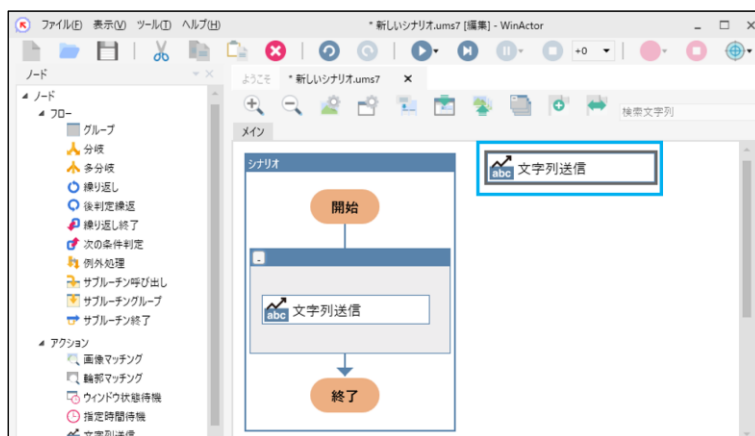 ファイル(F) 表示(V) ツール(T) ヘルプ(H)
* 新しいシナリオ.ums7 [編集] - WinActor
+0
ノード
ようこそ
* 新しいシナリオ.ums7
検索文字列
メイン
ノード
フロー
グループ
分岐
多分岐
繰り返し
後判定繰返
繰り返し終了
次の条件判定
例外処理
サブルーチン呼び出し
サブルーチングループ
サブルーチン終了
アクション
画像マッチング
輪郭マッチング
ウィンドウ状態待機
指定時間待機
文字列送信
シナリオ
開始
abc 文字列送信
終了
abc 文字列送信